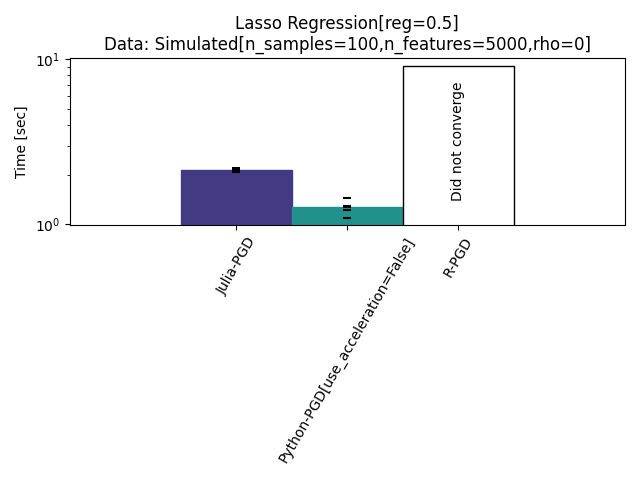 Lasso Regression[reg=0.5]
Data: Simulated[n_samples=100,n_features=5000,rho=0]
Time [sec]
10¹
10⁰
Did not converge
Julia-PGD
Python-PGD[use_acceleration=False]
R-PGD